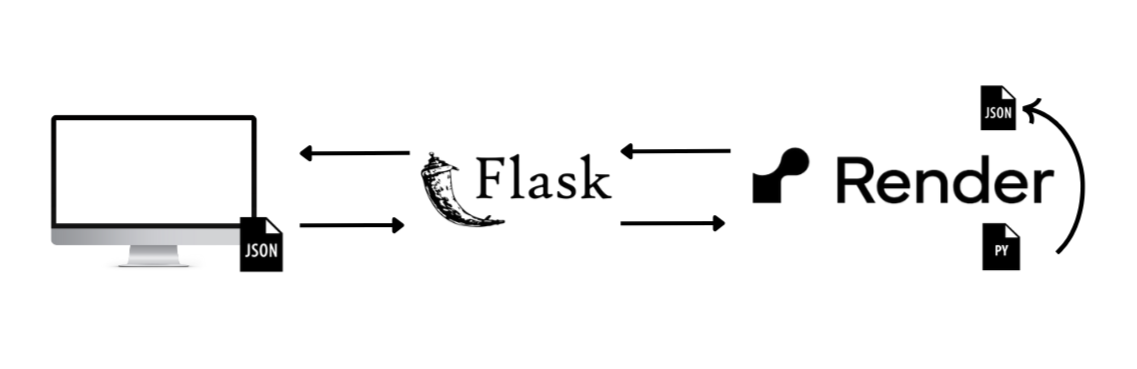 JSON
Flask
JSON
Render
PY